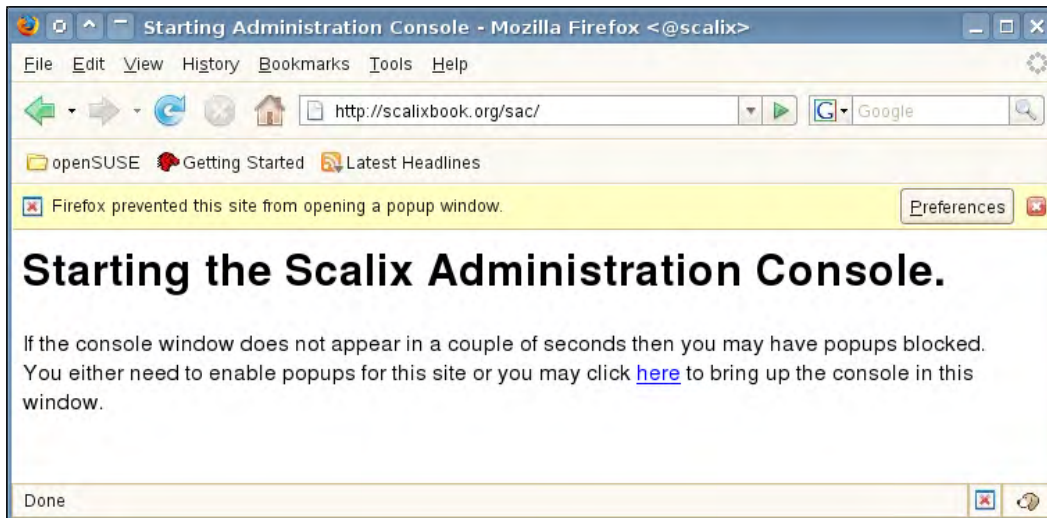 Starting Administration Console - Mozilla Firefox <@scalix>
File Edit View History Bookmarks Tools Help
http://scalixbook.org/sac/ G Google
openSUSE Getting Started Latest Headlines
Firefox prevented this site from opening a popup window. Preferences
Starting the Scalix Administration Console.
If the console window does not appear in a couple of seconds then you may have popups blocked.
You either need to enable popups for this site or you may click here to bring up the console in this
window.
Done